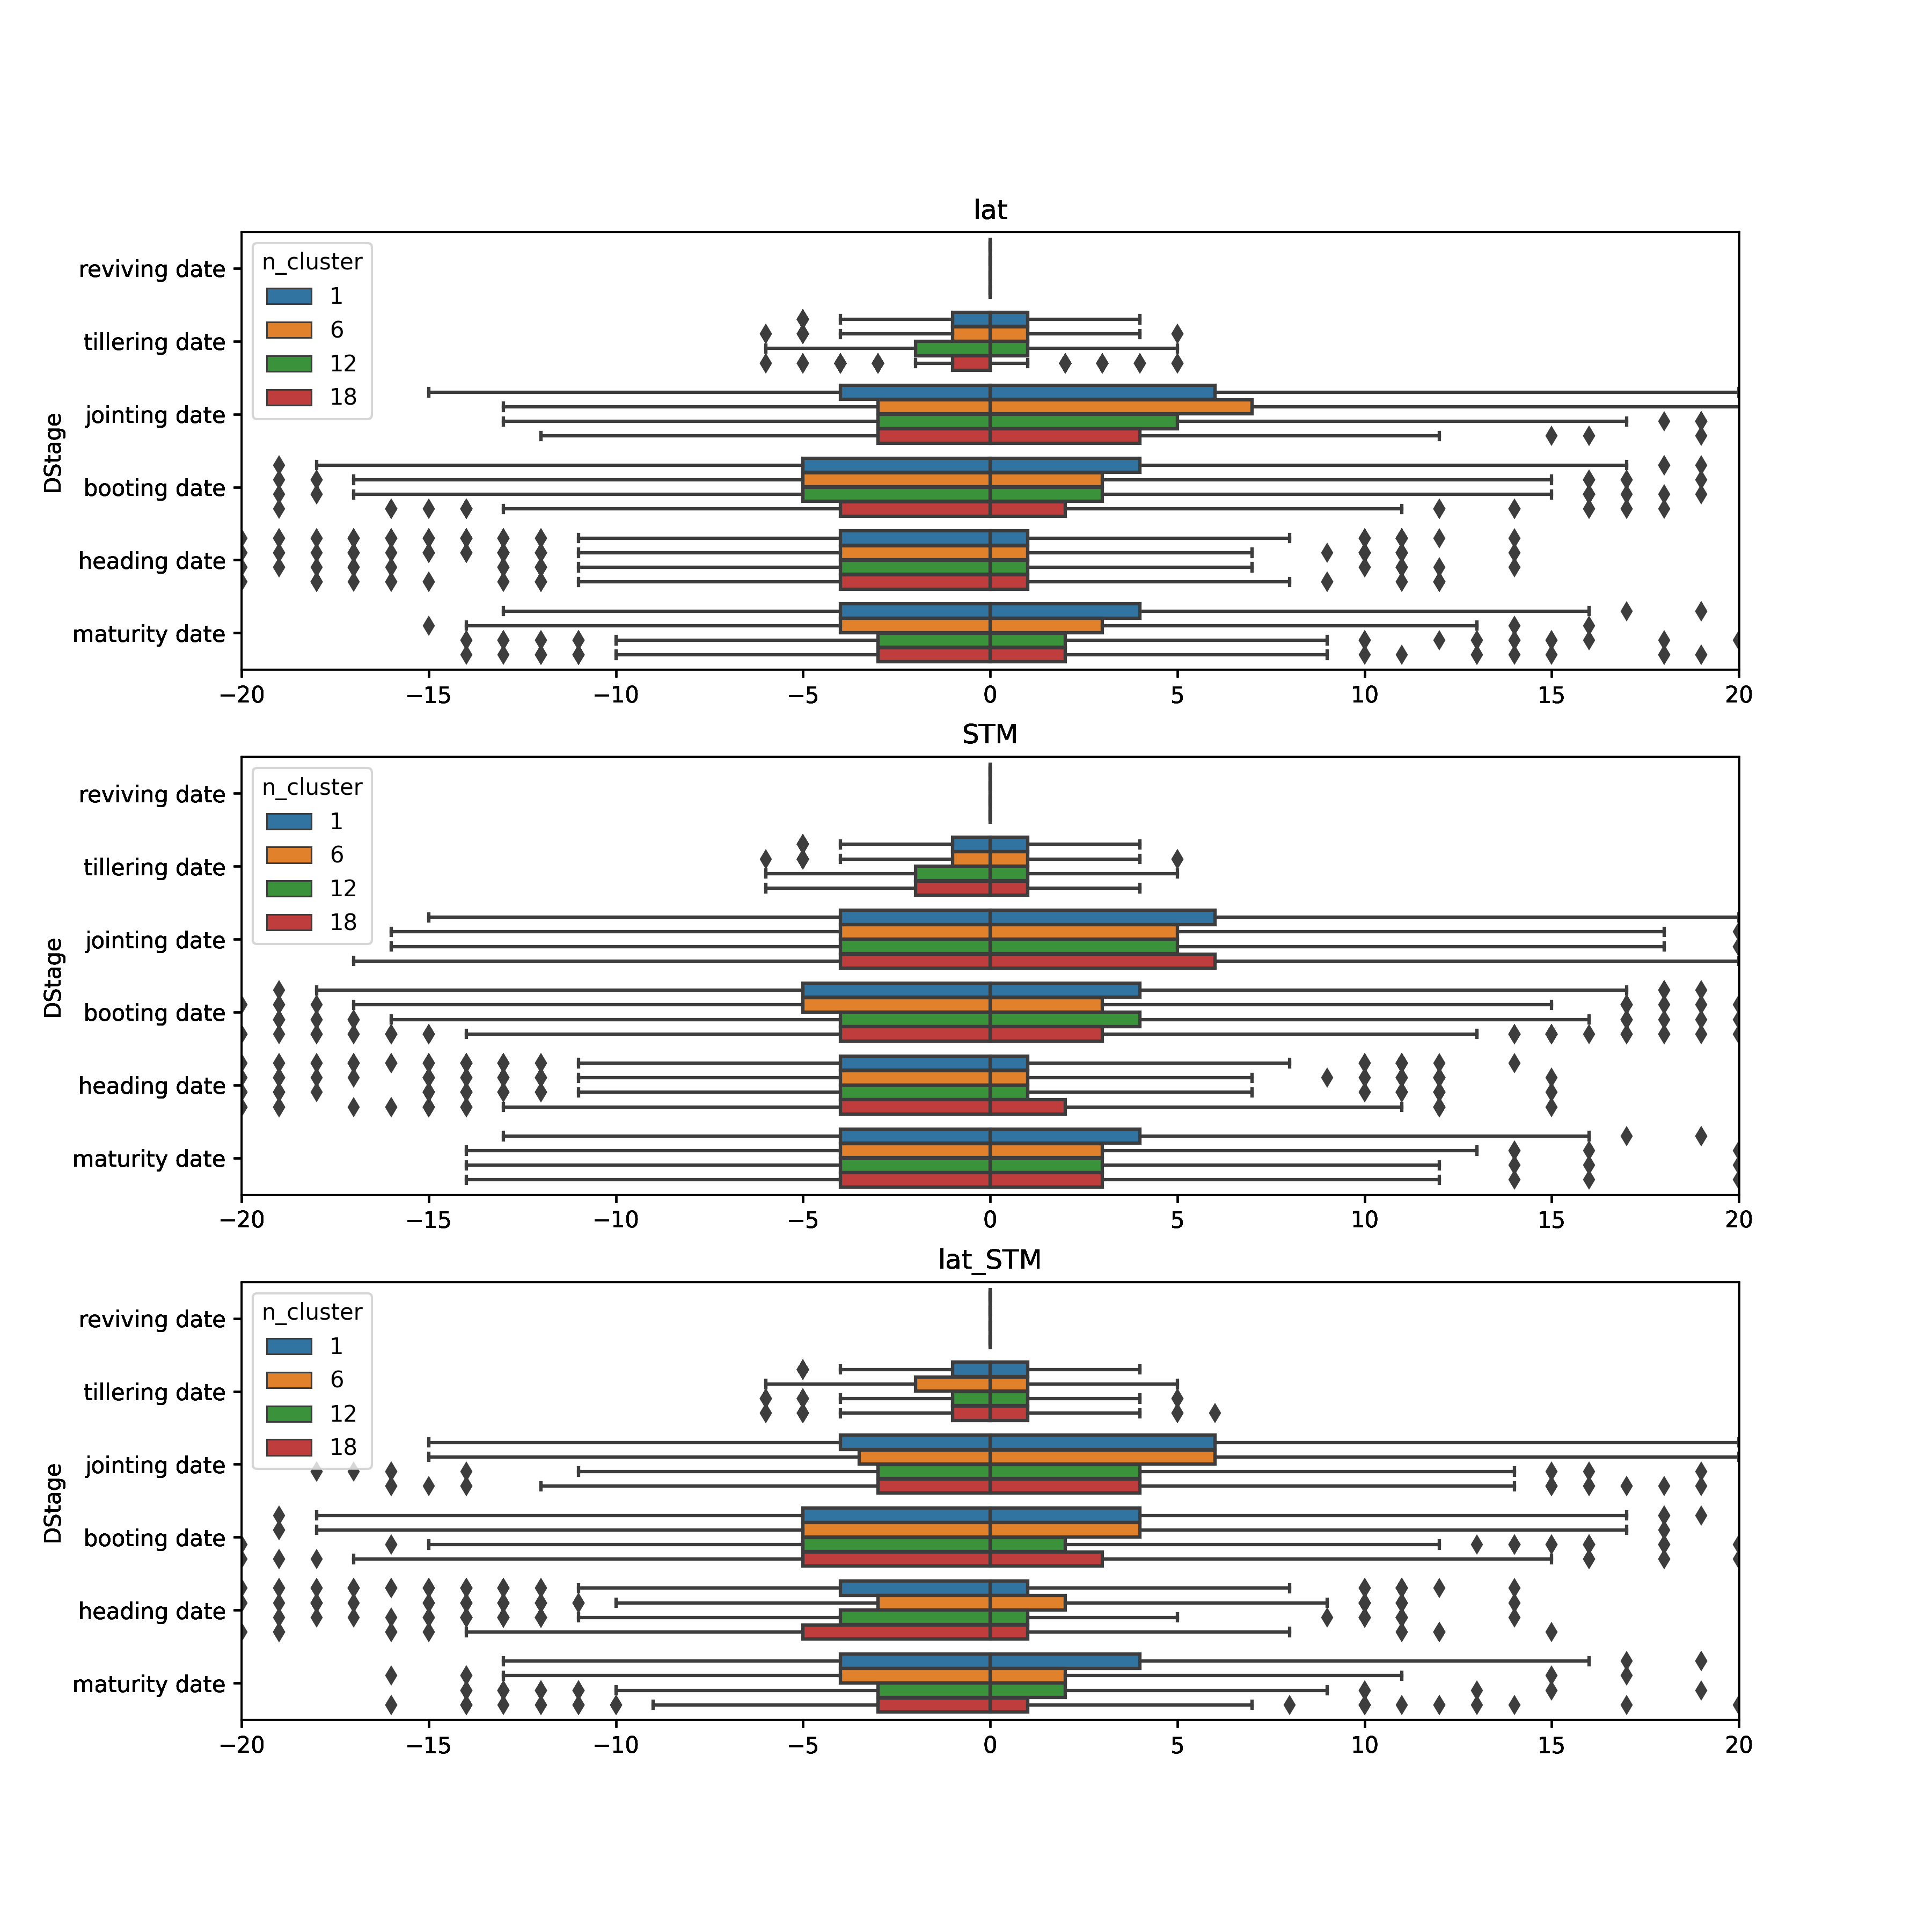 lat
n_cluster
1
6
12
18
DStage
reviving date
tillering date
jointing date
booting date
heading date
maturity date
−20 −15 −10 −5 0 5 10 15 20
STM
n_cluster
1
6
12
18
DStage
reviving date
tillering date
jointing date
booting date
heading date
maturity date
−20 −15 −10 −5 0 5 10 15 20
lat_STM
n_cluster
1
6
12
18
DStage
reviving date
tillering date
jointing date
booting date
heading date
maturity date
−20 −15 −10 −5 0 5 10 15 20